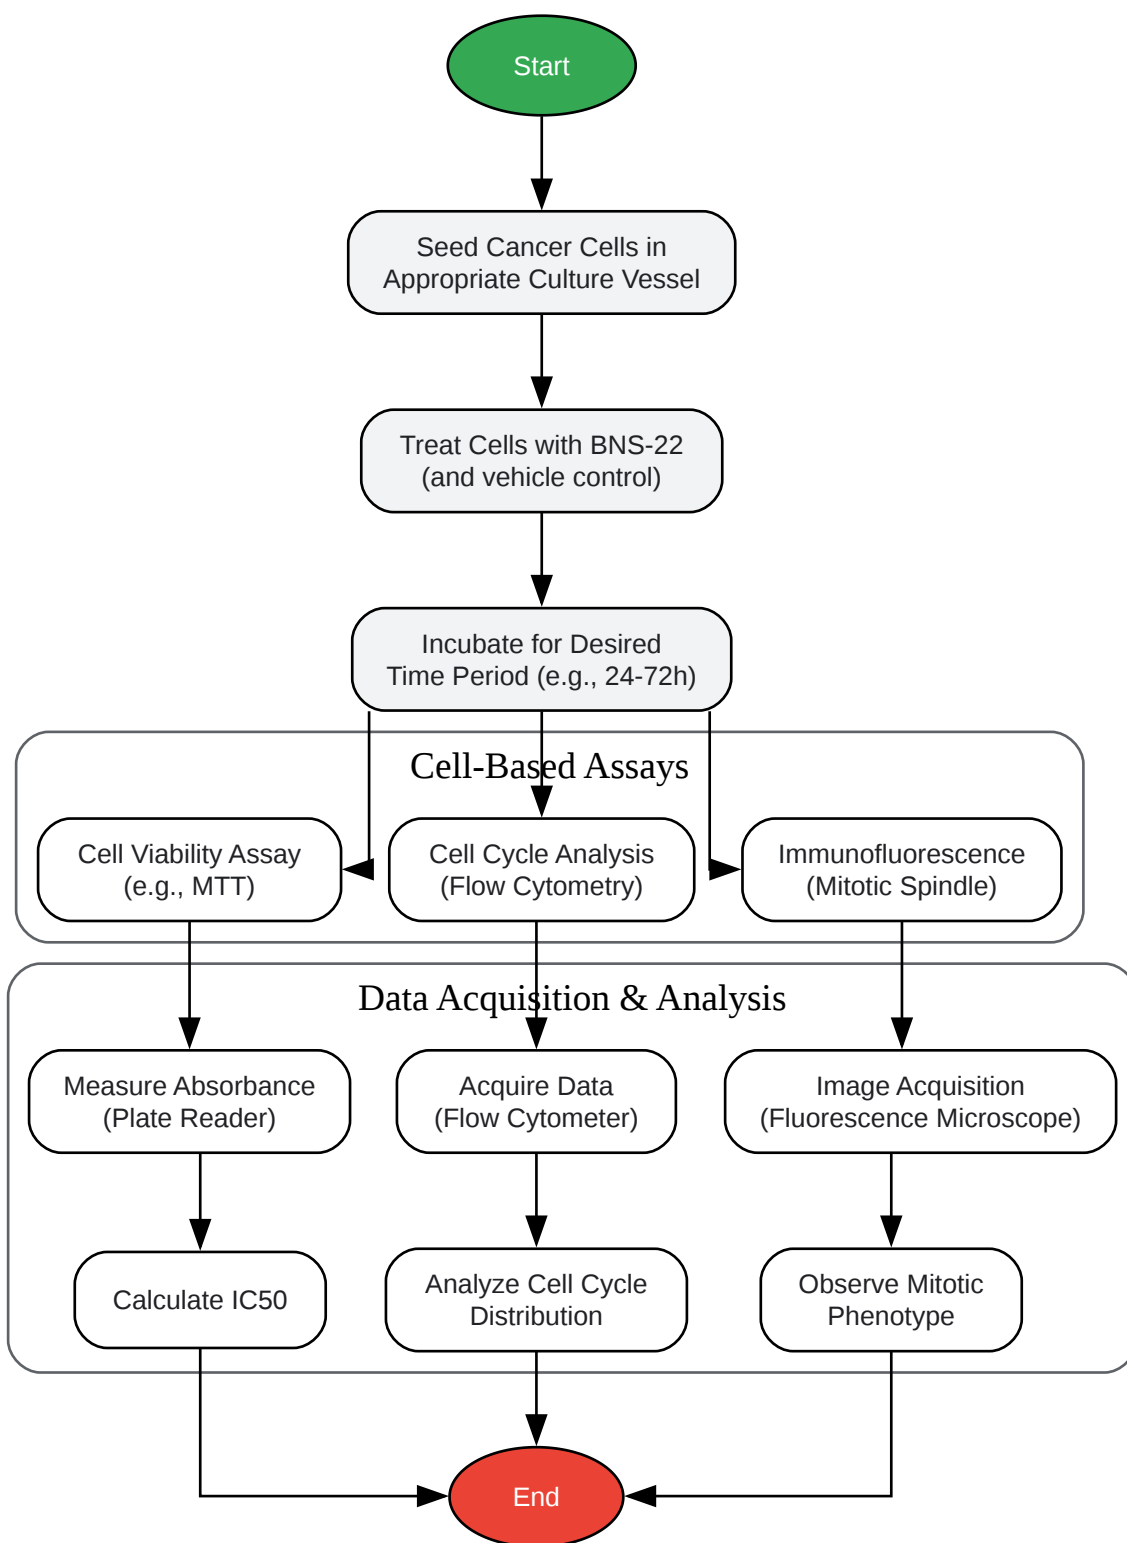 Start
Seed Cancer Cells in
Appropriate Culture Vessel
Treat Cells with BNS-22
(and vehicle control)
Incubate for Desired
Time Period (e.g., 24-72h)
Cell-Based Assays
Cell Viability Assay
(e.g., MTT)
Cell Cycle Analysis
(Flow Cytometry)
Immunofluorescence
(Mitotic Spindle)
Data Acquisition & Analysis
Measure Absorbance
(Plate Reader)
Acquire Data
(Flow Cytometer)
Image Acquisition
(Fluorescence Microscope)
Calculate IC50
Analyze Cell Cycle
Distribution
Observe Mitotic
Phenotype
End